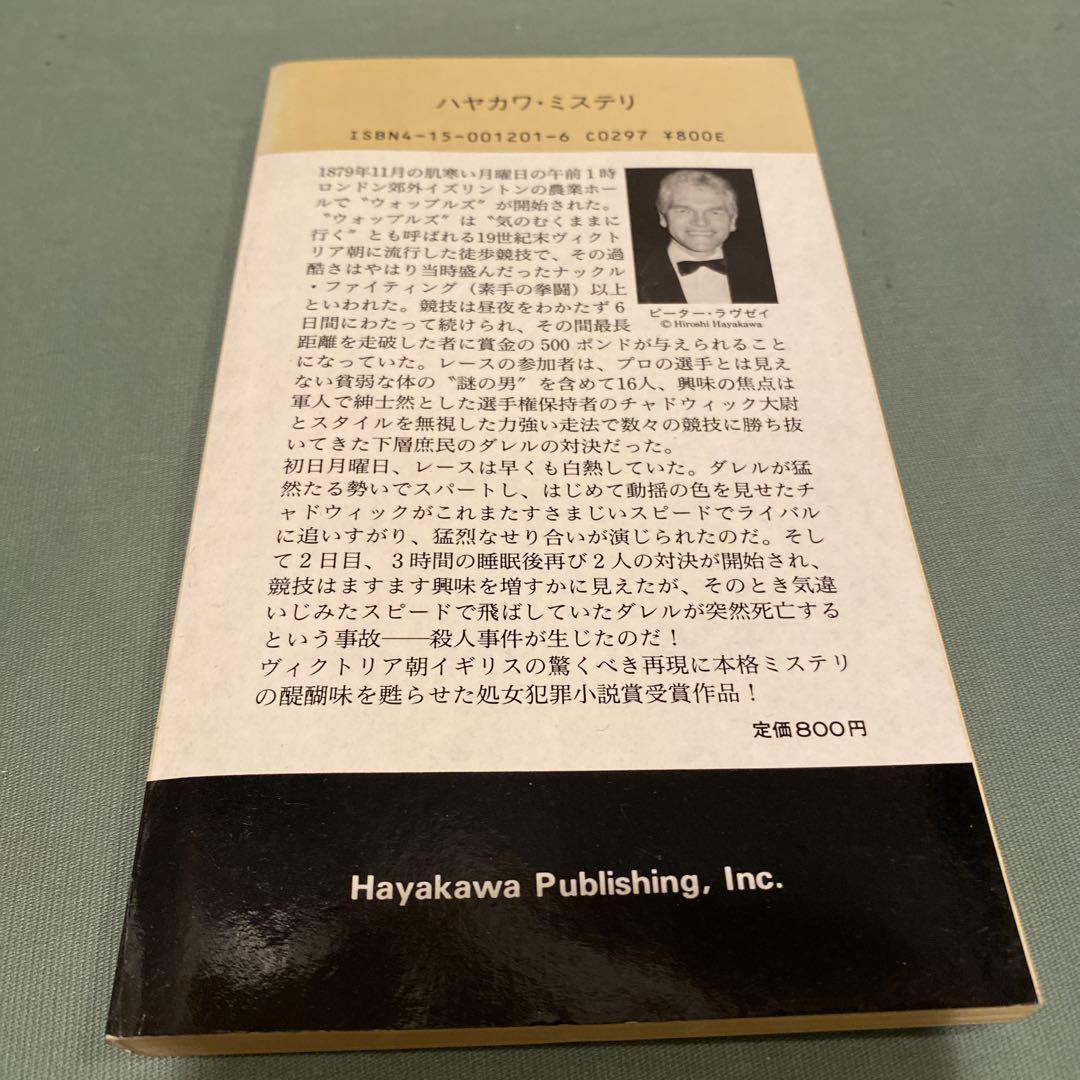 ハヤカワ・ミステリ
ISBN4-15-001201-6 C0297 ¥800E
1879年11月の肌寒い月曜日の午前1時
ロンドン郊外イズリントンの農業ホー
ルで〝ウォッブルズ〟が開始された。
〝ウォッブルズ〟は〝気のむくままに
行く〟とも呼ばれる19世紀末ヴィクト
リア朝に流行した徒歩競技で、その過
酷さはやはり当時盛んだったナックル
・ファイティング（素手の拳闘）以上
といわれた。競技は昼夜をわかたず6
日間にわたって続けられ、その間最長
距離を走破した者に賞金の500ポンドが与えられること
になっていた。レースの参加者は、プロの選手とは見え
ない貧弱な体の〝謎の男〟を含めて16人、興味の焦点は
軍人で紳士然とした選手権保持者のチャドウィック大尉
とスタイルを無視した力強い走法で数々の競技に勝ち抜
いてきた下層庶民のダレルの対決だった。
初日月曜日、レースは早くも白熱していた。ダレルが猛
然たる勢いでスパートし、はじめて動揺の色を見せたチ
ャドウィックがこれまたすさまじいスピードでライバル
に追いすがり、猛烈なせり合いが演じられたのだ。そし
て2日目、3時間の睡眠後再び2人の対決が開始され、
競技はますます興味を増すかに見えたが、そのとき気違
いじみたスピードで飛ばしていたダレルが突然死亡する
という事故――殺人事件が生じたのだ！
ヴィクトリア朝イギリスの驚くべき再現に本格ミステリ
の醍醐味を甦らせた処女犯罪小説賞受賞作品！
ピーター・ラヴゼイ
© Hiroshi Hayakawa
定価800円
Hayakawa Publishing, Inc.